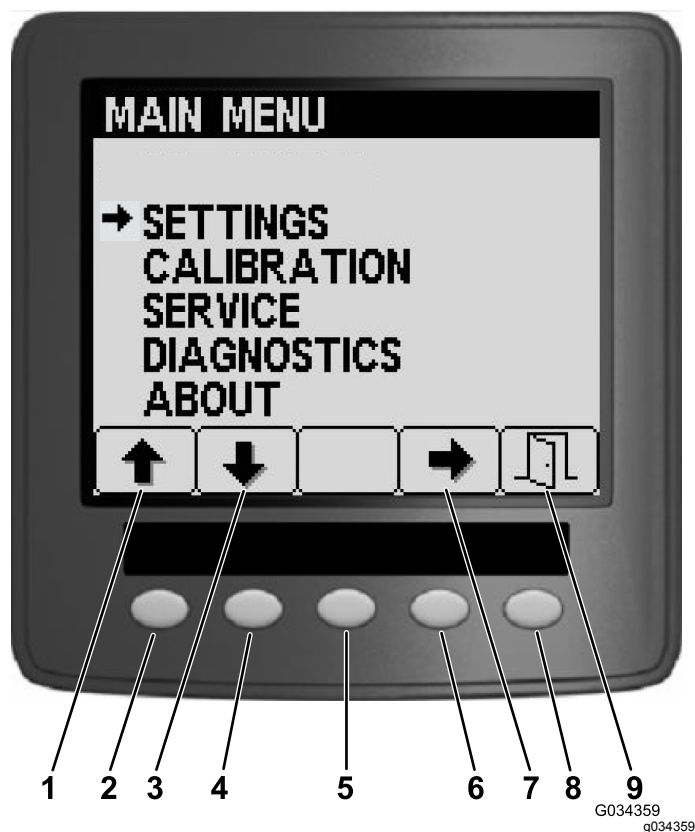 MAIN MENU
SETTINGS
CALIBRATION
SERVICE
DIAGNOSTICS
ABOUT
1 2 3 4 5 6 7 8 9
G034359
g034359